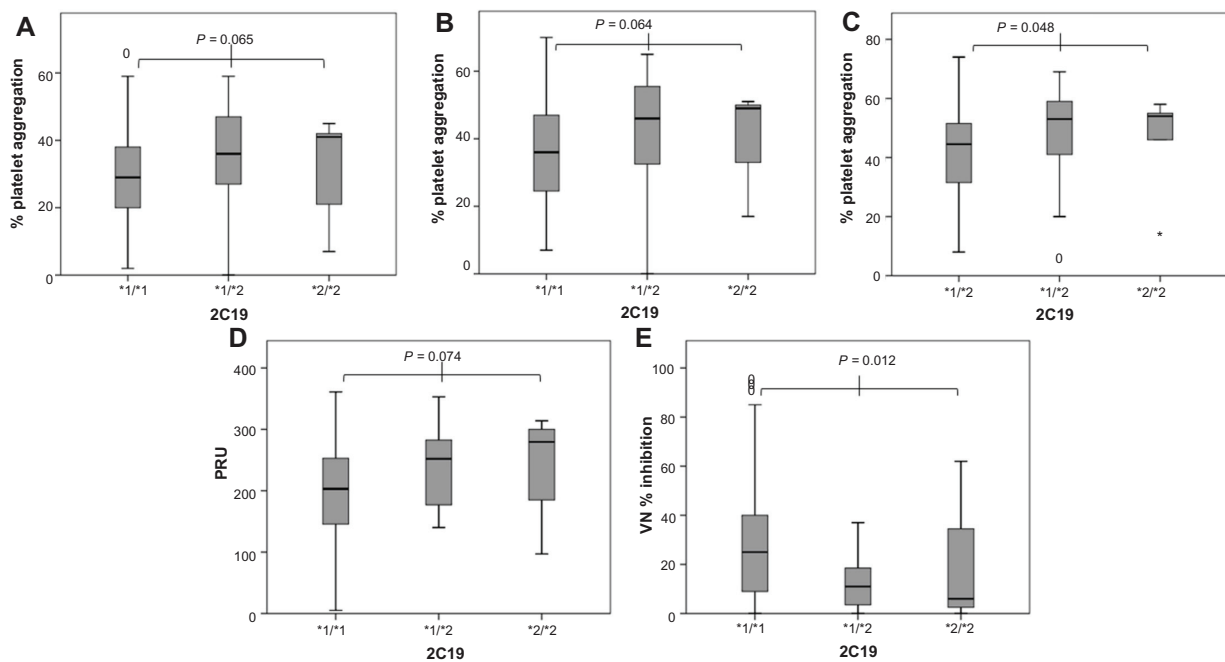 A
P = 0.065
0
% platelet aggregation
60
40
20
0
*1/*1
*1/*2
*2/*2
2C19
B
P = 0.064
% platelet aggregation
60
40
20
0
*1/*1
*1/*2
*2/*2
2C19
C
P = 0.048
% platelet aggregation
80
60
40
20
0
0
*
*1/*2
*1/*2
*2/*2
2C19
D
P = 0.074
PRU
400
300
200
100
0
*1/*1
*1/*2
*2/*2
2C19
E
P = 0.012
VN % inhibition
100
80
60
40
20
0
*1/*1
*1/*2
*2/*2
2C19